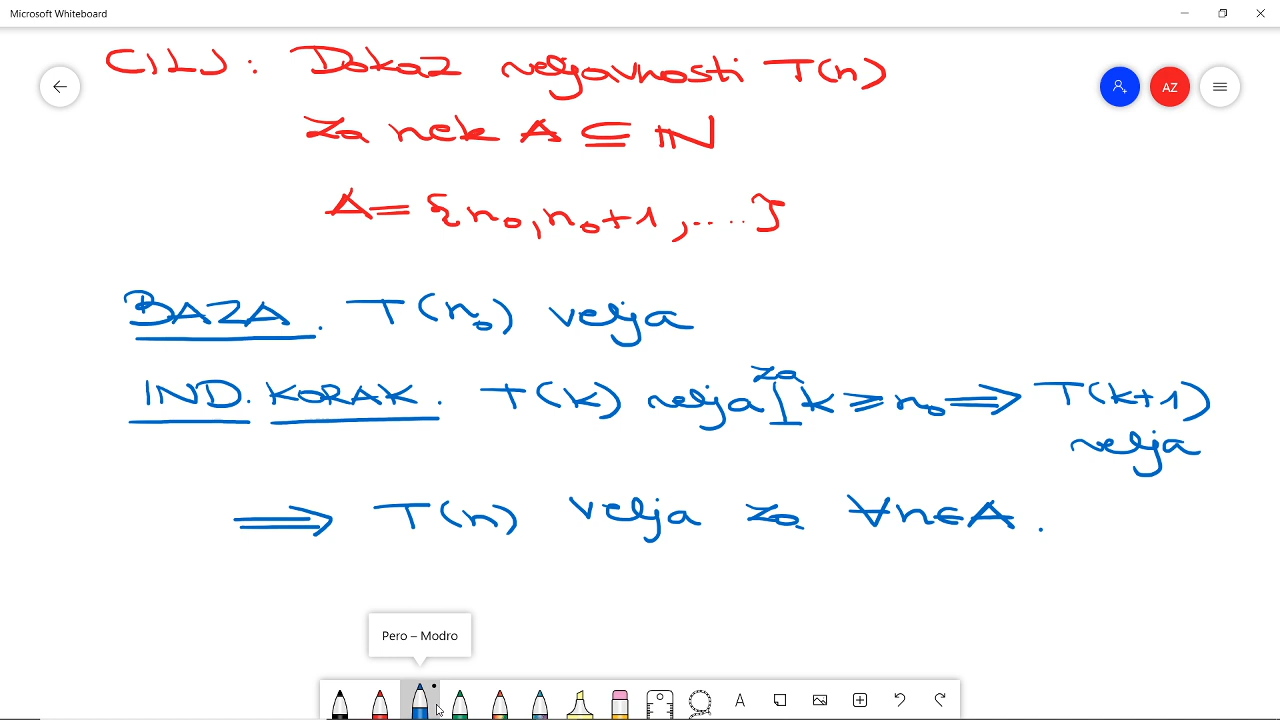 Microsoft Whiteboard
CILJ: Dokaz veljavnosti T(n)
za nek A ⊆ ℕ
A = {n₀, n₀+1, ....}
AZ
BAZA. T(n₀) velja
IND. KORAK. T(k) velja za k ≥ n₀ ⟹ T(k+1)
velja
⟹ T(n) velja za ∀n∈A.
Pero – Modro
A